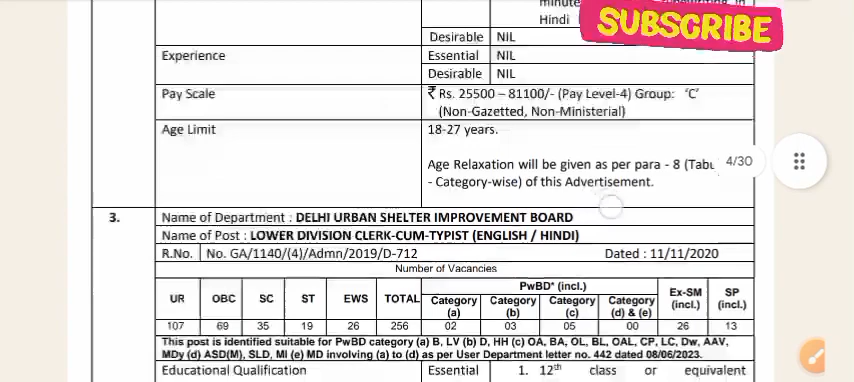 Hindi
SUBSCRIBE
Desirable NIL
Experience Essential NIL
Desirable NIL
Pay Scale ₹ Rs. 25500 – 81100/- (Pay Level-4) Group: 'C'
(Non-Gazetted, Non-Ministerial)
Age Limit 18-27 years.
Age Relaxation will be given as per para - 8 4/30
- Category-wise) of this Advertisement.
3. Name of Department : DELHI URBAN SHELTER IMPROVEMENT BOARD
Name of Post : LOWER DIVISION CLERK-CUM-TYPIST (ENGLISH / HINDI)
R.No. No. GA/1140/(4)/Admn/2019/D-712 Dated : 11/11/2020
Number of Vacancies
UR OBC SC ST EWS TOTAL PwBD* (incl.) Ex-SM (incl.) SP (incl.)
Category (a) Category (b) Category (c) Category (d) & (e)
107 69 35 19 26 256 02 03 05 00 26 13
This post is identified suitable for PwBD category (a) B, LV (b) D, HH (c) OA, BA, OL, BL, OAL, CP, LC, Dw, AAV,
MDy (d) ASD(M), SLD, MI (e) MD involving (a) to (d) as per User Department letter no. 442 dated 08/06/2023.
Educational Qualification Essential 1. 12th class or equivalent